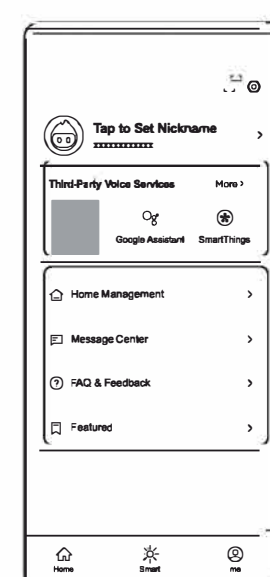 Tap to Set Nickname
xxxxxxxxxxxx
Third-Party Voice Services More >
Google Assistant SmartThings
Home Management
Message Center
FAQ & Feedback
Featured
Home Smart me